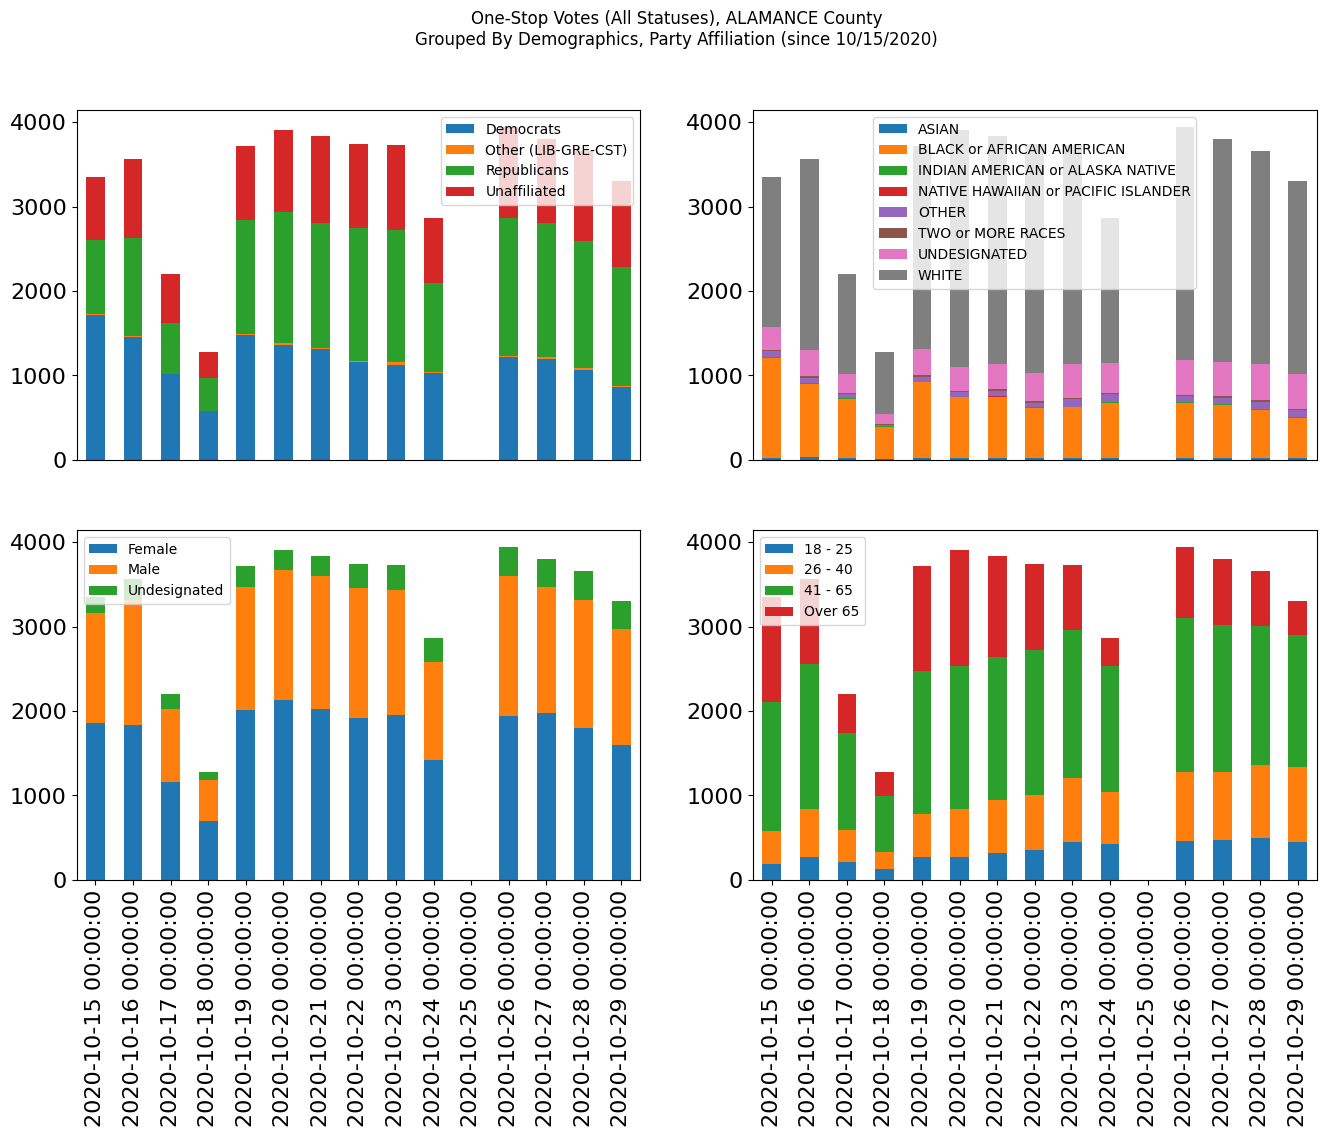 One-Stop Votes (All Statuses), ALAMANCE County
Grouped By Demographics, Party Affiliation (since 10/15/2020)
4000
3000
2000
1000
0
Democrats
Other (LIB-GRE-CST)
Republicans
Unaffiliated
4000
3000
2000
1000
0
ASIAN
BLACK or AFRICAN AMERICAN
INDIAN AMERICAN or ALASKA NATIVE
NATIVE HAWAIIAN or PACIFIC ISLANDER
OTHER
TWO or MORE RACES
UNDESIGNATED
WHITE
4000
3000
2000
1000
0
Female
Male
Undesignated
2020-10-15 00:00:00
2020-10-16 00:00:00
2020-10-17 00:00:00
2020-10-18 00:00:00
2020-10-19 00:00:00
2020-10-20 00:00:00
2020-10-21 00:00:00
2020-10-22 00:00:00
2020-10-23 00:00:00
2020-10-24 00:00:00
2020-10-25 00:00:00
2020-10-26 00:00:00
2020-10-27 00:00:00
2020-10-28 00:00:00
2020-10-29 00:00:00
4000
3000
2000
1000
0
18 - 25
26 - 40
41 - 65
Over 65
2020-10-15 00:00:00
2020-10-16 00:00:00
2020-10-17 00:00:00
2020-10-18 00:00:00
2020-10-19 00:00:00
2020-10-20 00:00:00
2020-10-21 00:00:00
2020-10-22 00:00:00
2020-10-23 00:00:00
2020-10-24 00:00:00
2020-10-25 00:00:00
2020-10-26 00:00:00
2020-10-27 00:00:00
2020-10-28 00:00:00
2020-10-29 00:00:00